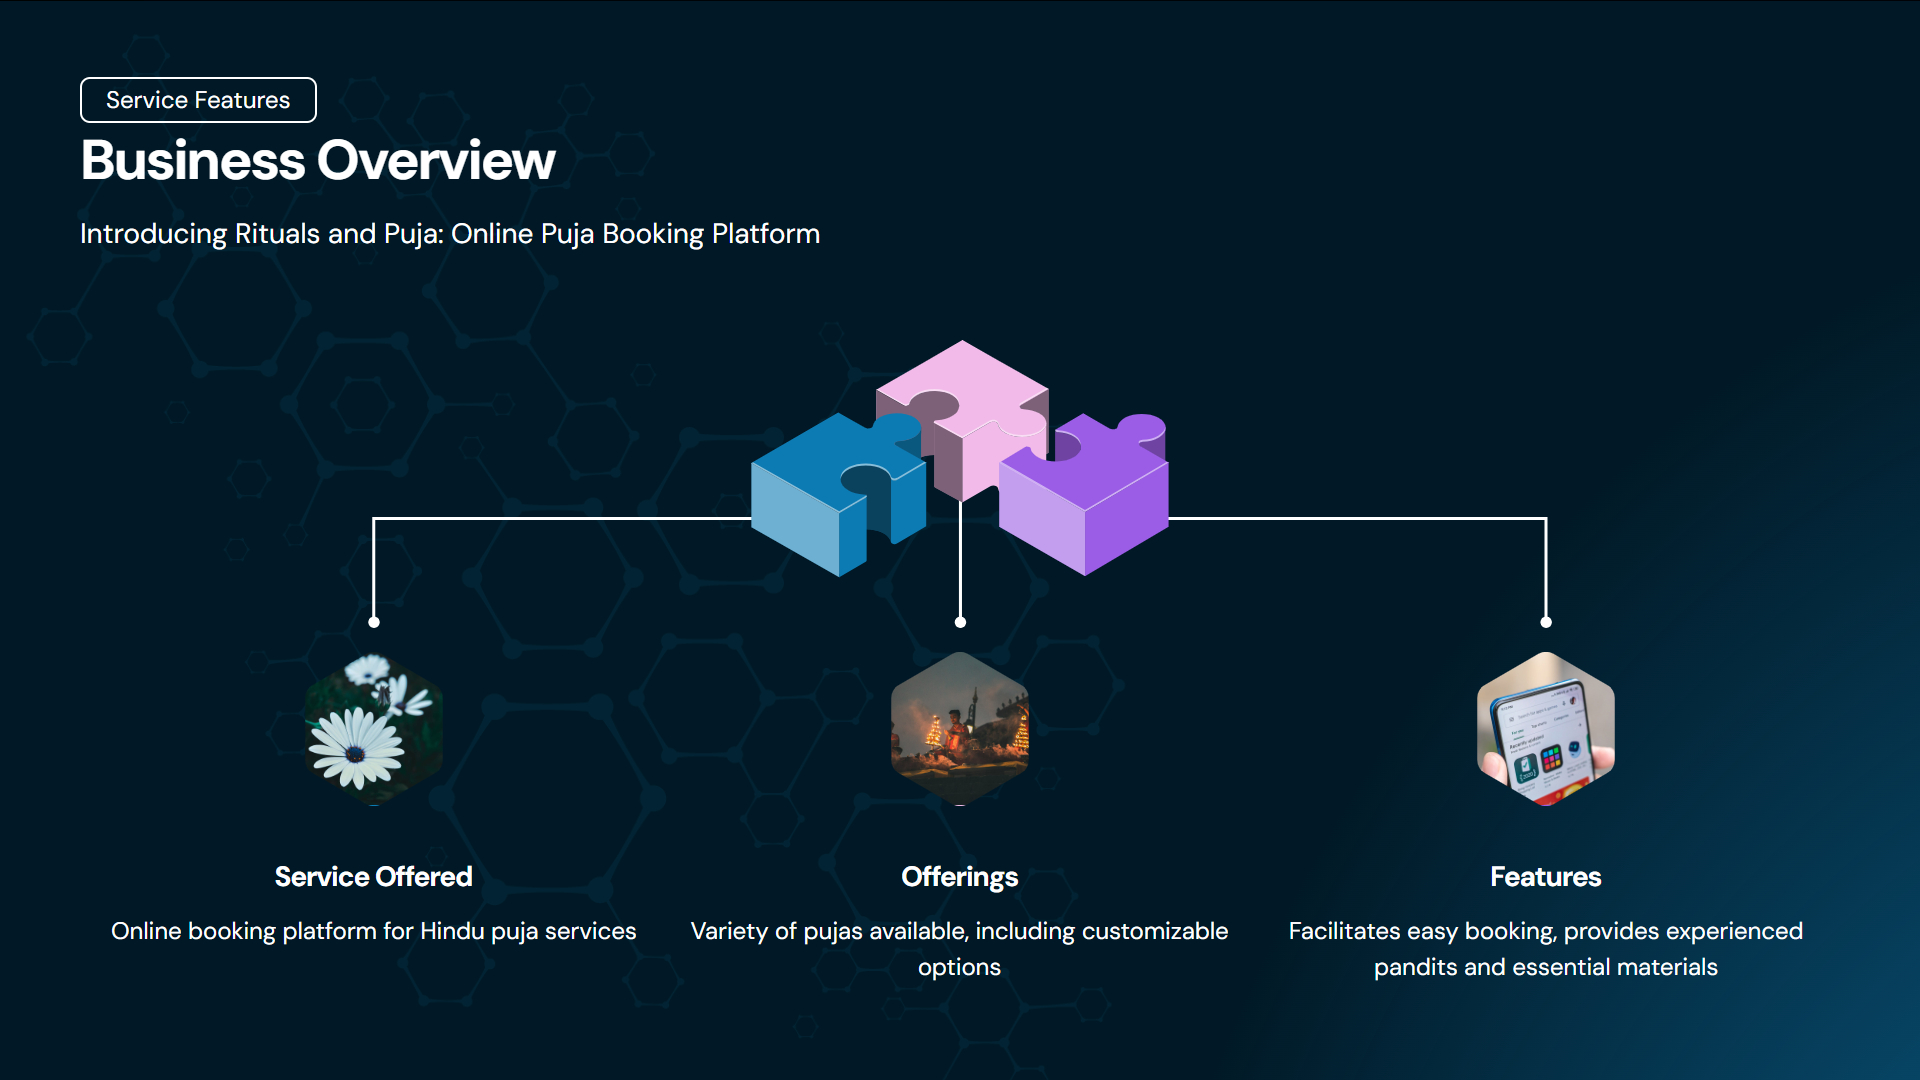 Service Features
Business Overview
Introducing Rituals and Puja: Online Puja Booking Platform
Service Offered
Online booking platform for Hindu puja services
Offerings
Variety of pujas available, including customizable
options
Features
Facilitates easy booking, provides experienced
pandits and essential materials